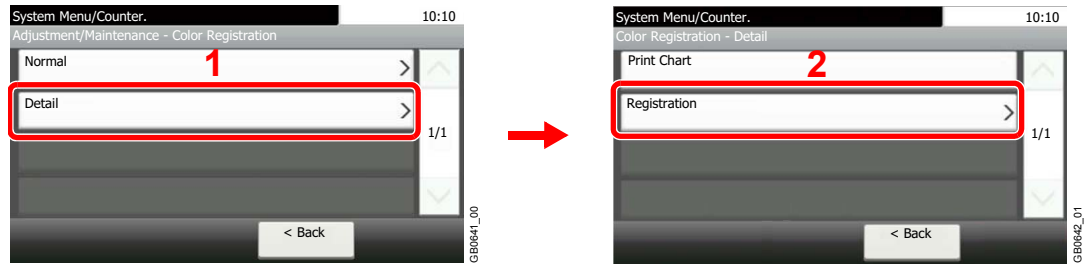 System Menu/Counter.
10:10
Adjustment/Maintenance - Color Registration
Normal
1
Detail
1/1
< Back
GB0641_00
System Menu/Counter.
10:10
Color Registration - Detail
Print Chart
2
Registration
1/1
< Back
GB0642_01